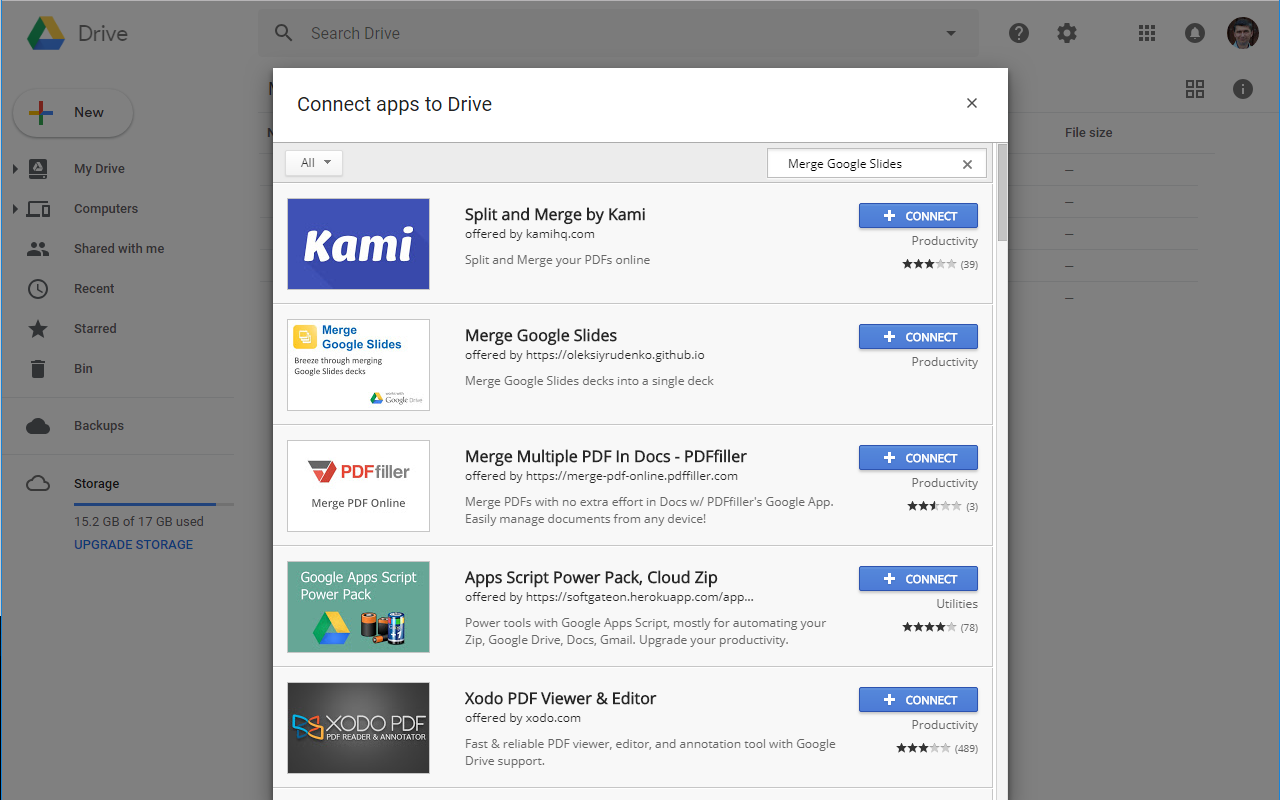 Drive
Search Drive
New
My Drive
Computers
Shared with me
Recent
Starred
Bin
Backups
Storage
15.2 GB of 17 GB used
UPGRADE STORAGE
File size
–
–
–
–
–
Connect apps to Drive
All
Merge Google Slides
Kami
Split and Merge by Kami
offered by kamihq.com
Split and Merge your PDFs online
CONNECT
Productivity
(39)
Merge
Google Slides
Breeze through merging
Google Slides decks
works with
Google Drive
Merge Google Slides
offered by https://oleksiyrudenko.github.io
Merge Google Slides decks into a single deck
CONNECT
Productivity
PDFfiller
Merge PDF Online
Merge Multiple PDF In Docs - PDFfiller
offered by https://merge-pdf-online.pdffiller.com
Merge PDFs with no extra effort in Docs w/ PDFfiller's Google App.
Easily manage documents from any device!
CONNECT
Productivity
(3)
Google Apps Script
Power Pack
Apps Script Power Pack, Cloud Zip
offered by https://softgateon.herokuapp.com/app...
Power tools with Google Apps Script, mostly for automating your
Zip, Google Drive, Docs, Gmail. Upgrade your productivity.
CONNECT
Utilities
(78)
XODO PDF
PDF READER & ANNOTATOR
Xodo PDF Viewer & Editor
offered by xodo.com
Fast & reliable PDF viewer, editor, and annotation tool with Google
Drive support.
CONNECT
Productivity
(489)